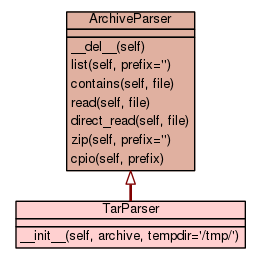 ArchiveParser
__del__(self)
list(self, prefix='')
contains(self, file)
read(self, file)
direct_read(self, file)
zip(self, prefix='')
cpio(self, prefix)
TarParser
__init__(self, archive, tempdir='/tmp/')